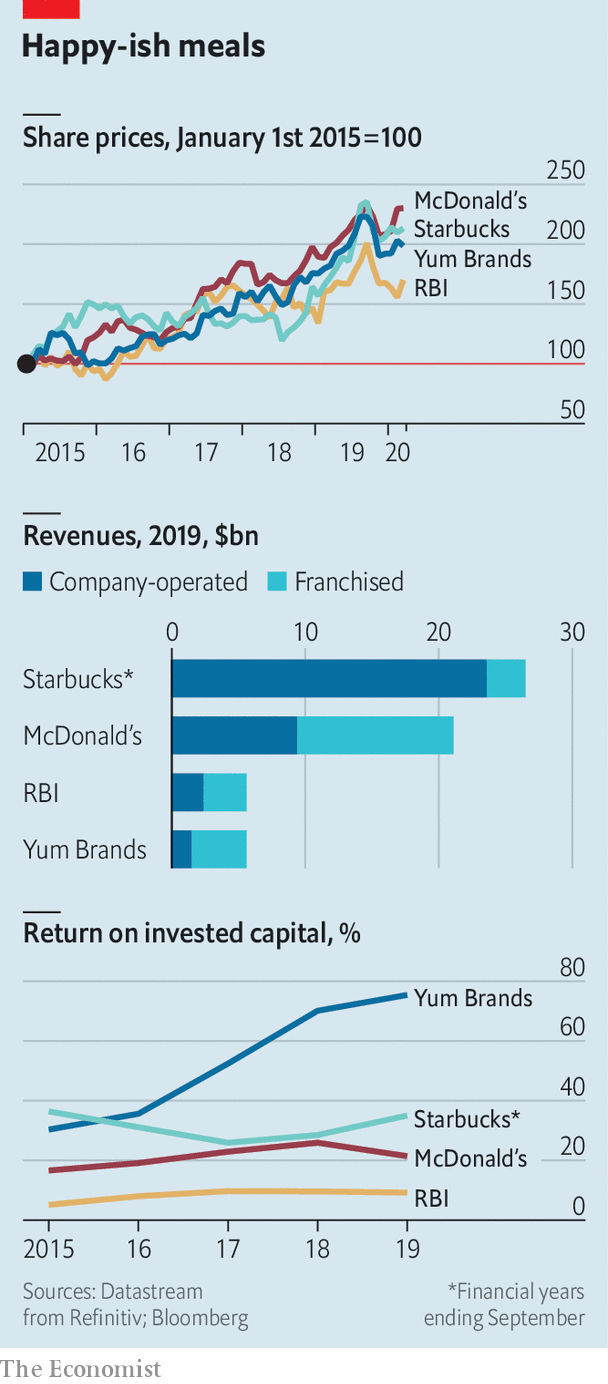 Happy-ish meals
Share prices, January 1st 2015=100
250
McDonald's
200
Starbucks
Yum Brands
150
RBI
100
50
2015 16 17 18 19 20
Revenues, 2019, $bn
Company-operated Franchised
0 10 20 30
Starbucks*
McDonald's
RBI
Yum Brands
Return on invested capital, %
80
Yum Brands
60
40
Starbucks*
McDonald's 20
RBI
0
2015 16 17 18 19
Sources: Datastream
from Refinitiv; Bloomberg
*Financial years
ending September
The Economist